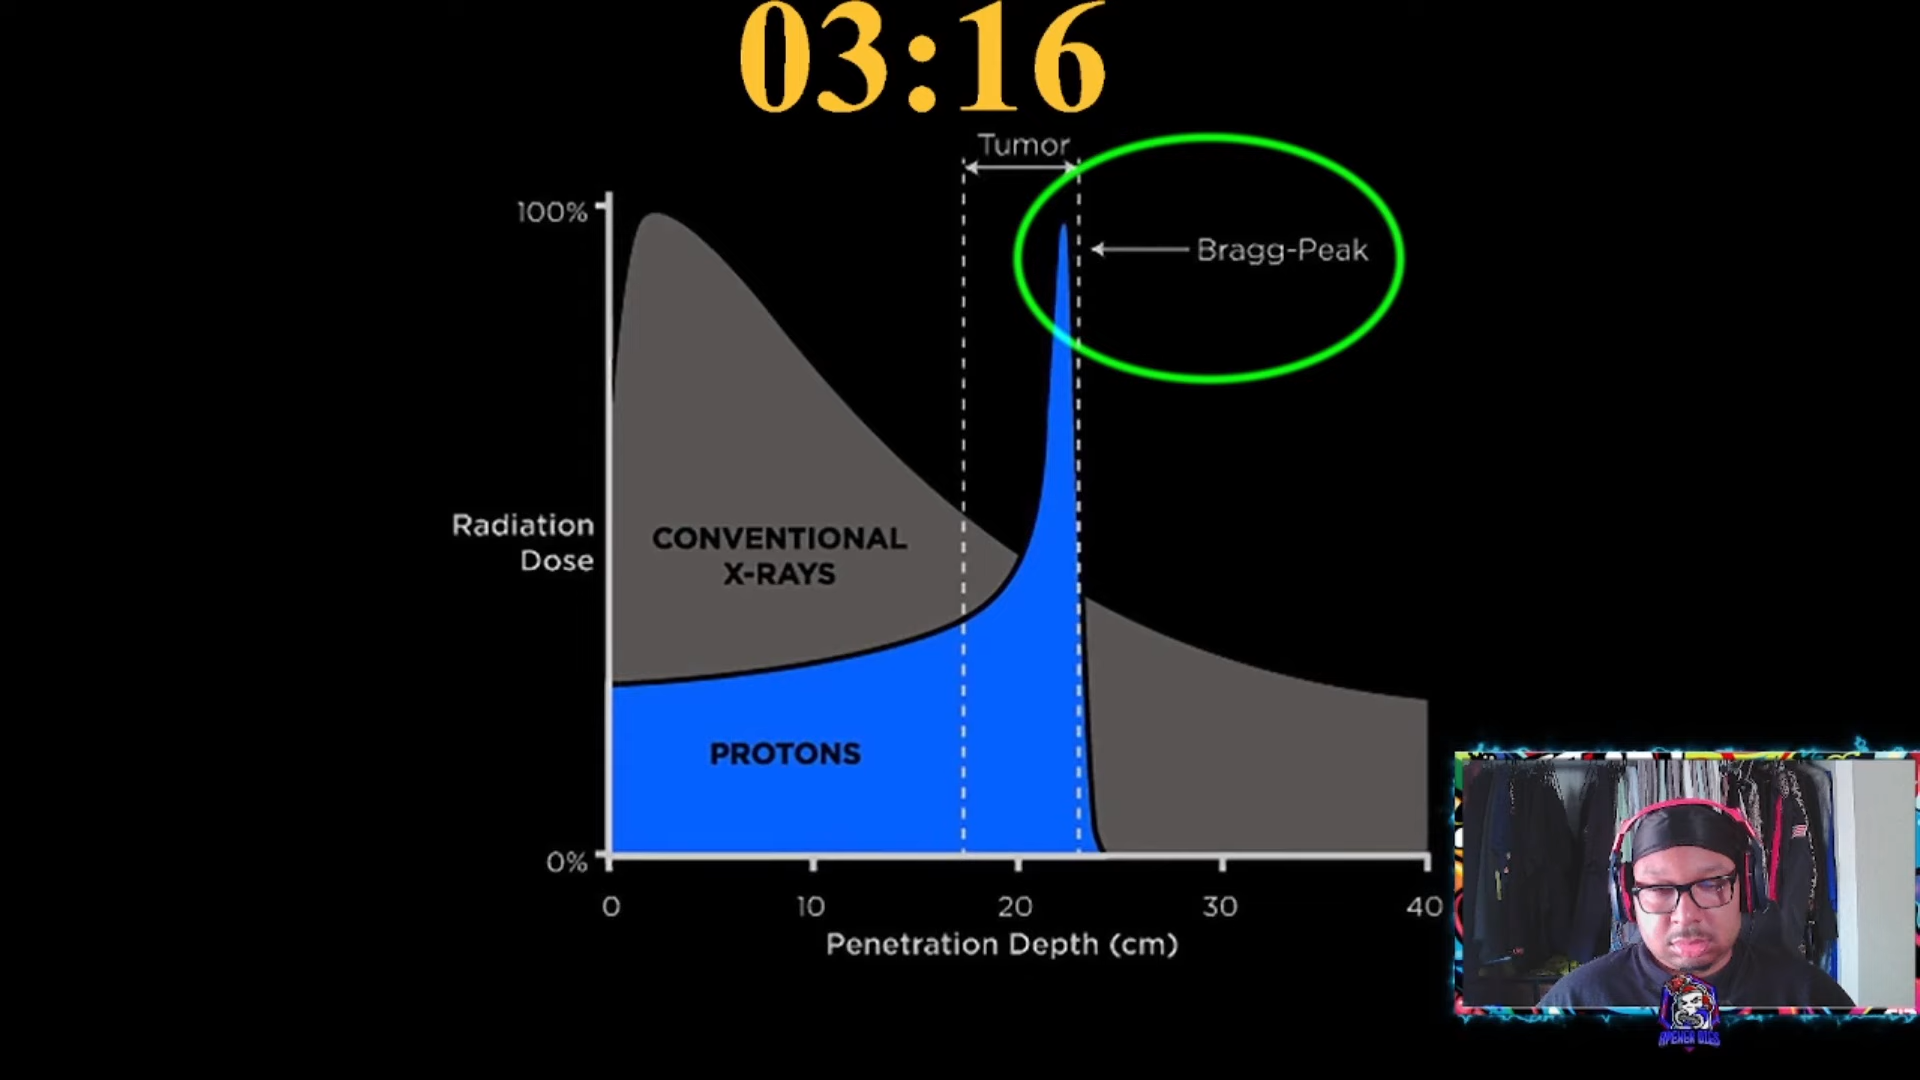 03:16
Tumor
100%
Bragg-Peak
Radiation
Dose
CONVENTIONAL
X-RAYS
PROTONS
0%
0 10 20 30 40
Penetration Depth (cm)